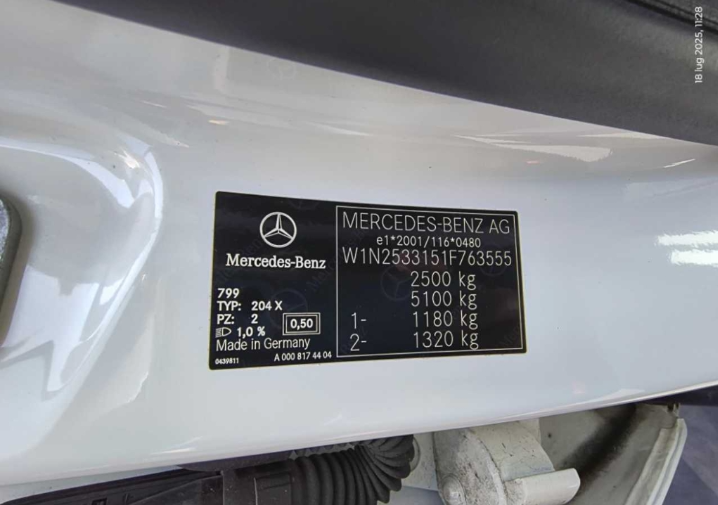 18 lug 2025, 11:28
Mercedes-Benz
799
TYP: 204 X
PZ: 2
1,0 %
0,50
Made in Germany
0439811
A 000 817 44 04
MERCEDES-BENZ AG
e1*2001/116*0480
W1N2533151F763555
2500 kg
5100 kg
1- 1180 kg
2- 1320 kg